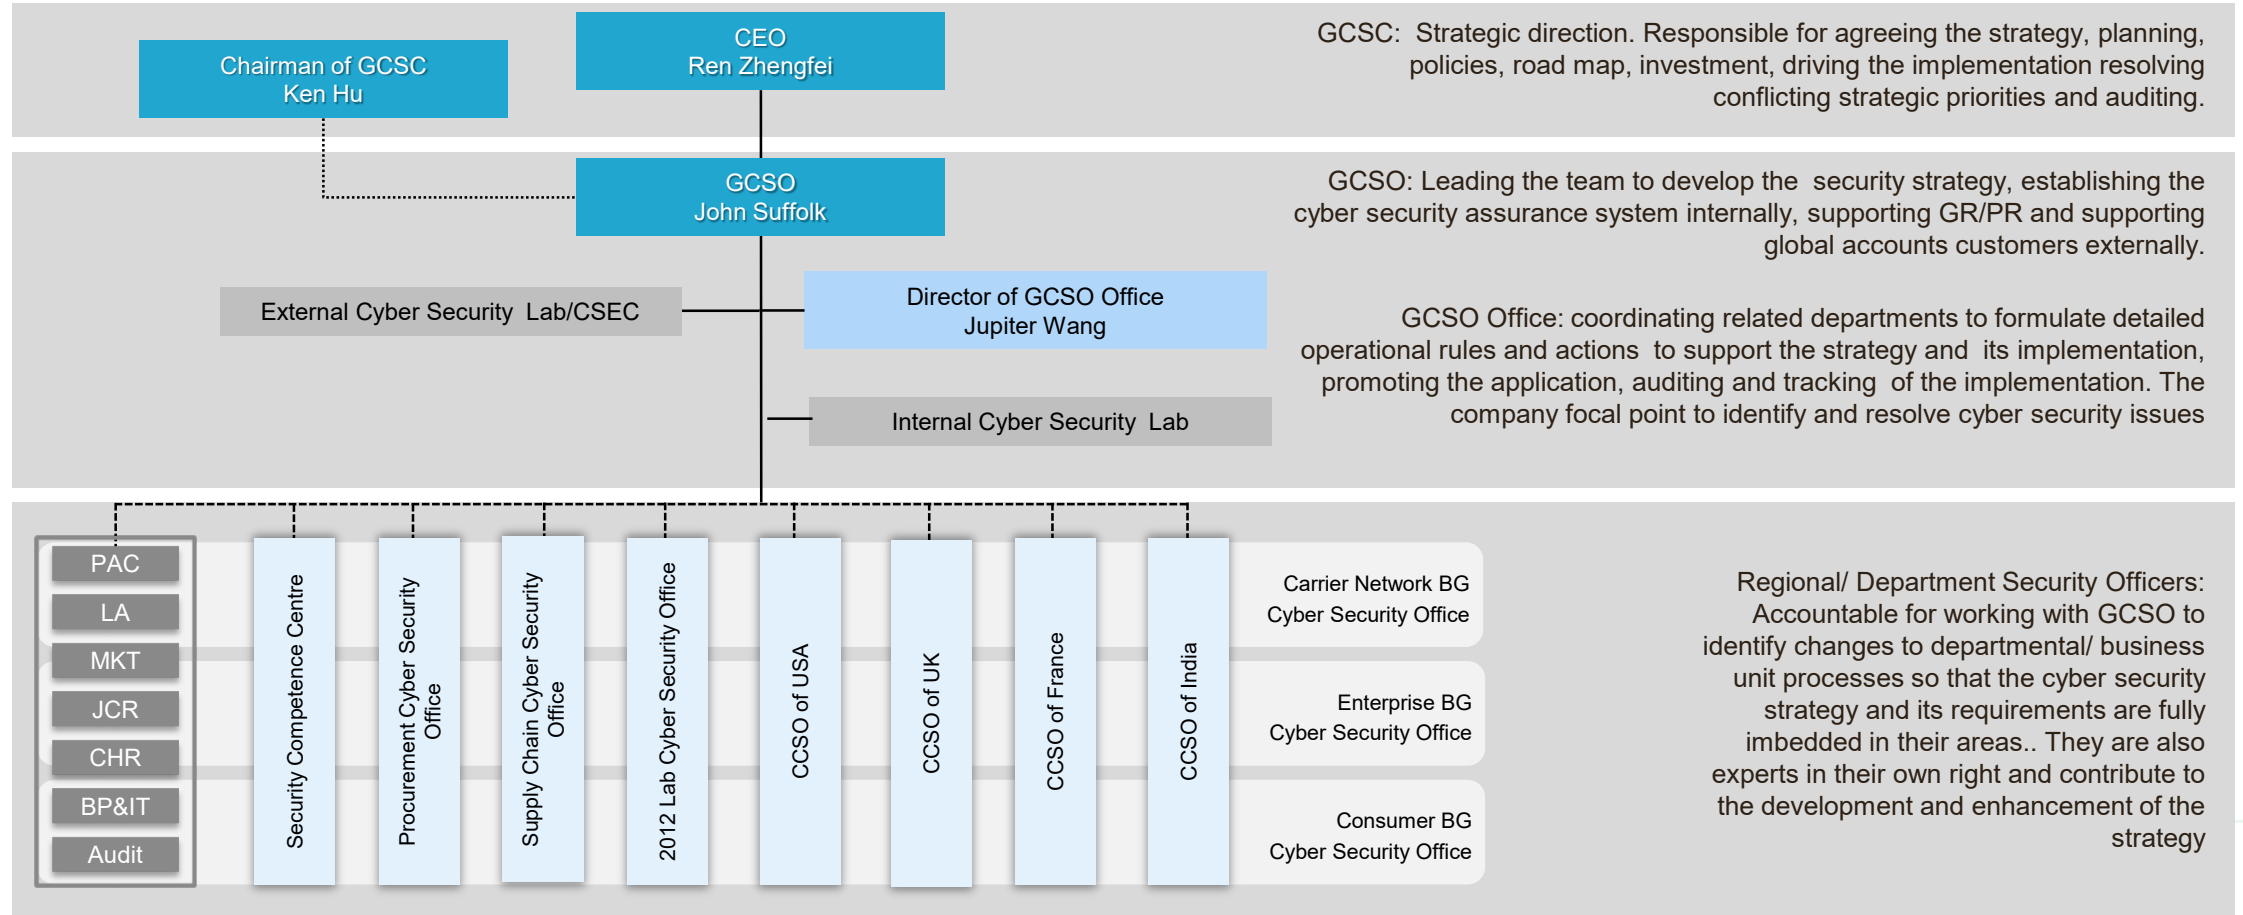 CEO
Ren Zhengfei
Chairman of GCSC
Ken Hu
GCSC:  Strategic direction. Responsible for agreeing the strategy, planning,
policies, road map, investment, driving the implementation resolving
conflicting strategic priorities and auditing.
GCSO
John Suffolk
GCSO: Leading the team to develop the  security strategy, establishing the
cyber security assurance system internally, supporting GR/PR and supporting
global accounts customers externally.
External Cyber Security  Lab/CSEC
Director of GCSO Office
Jupiter Wang
GCSO Office: coordinating related departments to formulate detailed
operational rules and actions  to support the strategy and  its implementation,
promoting the application, auditing and tracking  of the implementation. The
company focal point to identify and resolve cyber security issues
Internal Cyber Security  Lab
PAC
LA
MKT
JCR
CHR
BP&IT
Audit
Security Competence Centre
Procurement Cyber Security
Office
Supply Chain Cyber Security
Office
2012 Lab Cyber Security Office
CCSO of USA
CCSO of UK
CCSO of France
CCSO of India
Carrier Network BG
Cyber Security Office
Enterprise BG
Cyber Security Office
Consumer BG
Cyber Security Office
Regional/ Department Security Officers:
Accountable for working with GCSO to
identify changes to departmental/ business
unit processes so that the cyber security
strategy and its requirements are fully
imbedded in their areas.. They are also
experts in their own right and contribute to
the development and enhancement of the
strategy